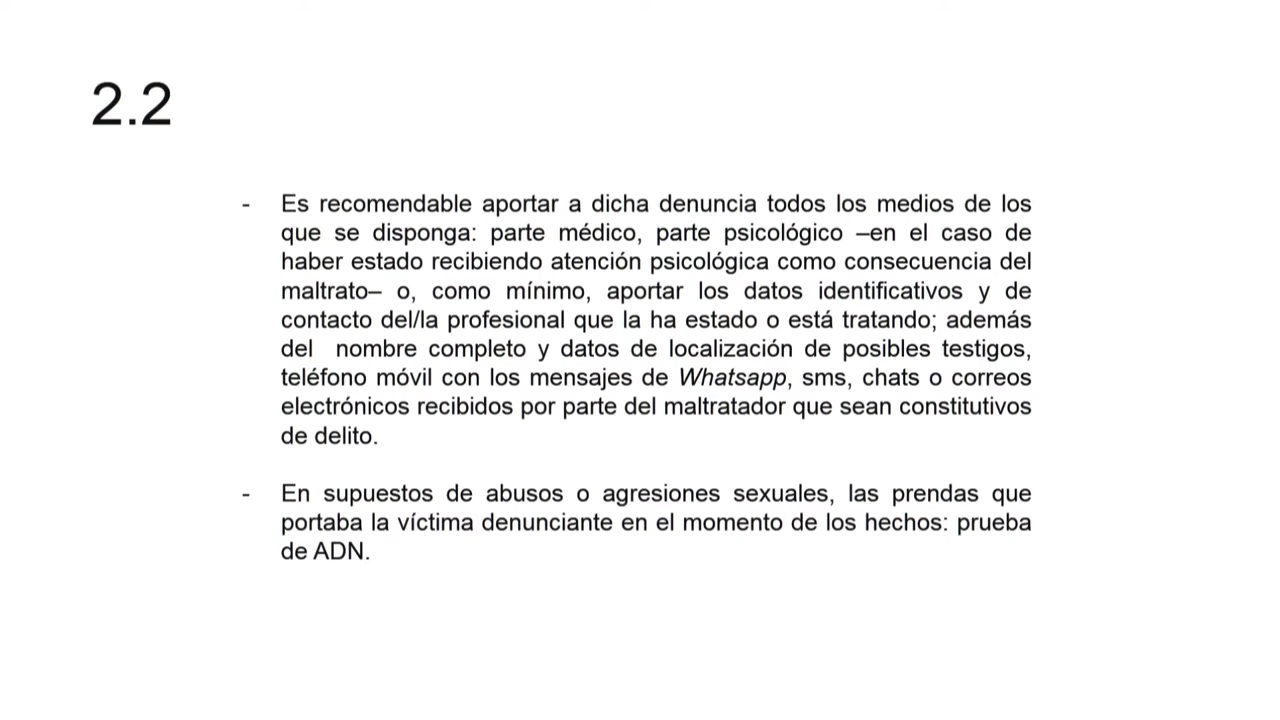 2.2
- Es recomendable aportar a dicha denuncia todos los medios de los
que se disponga: parte médico, parte psicológico –en el caso de
haber estado recibiendo atención psicológica como consecuencia del
maltrato– o, como mínimo, aportar los datos identificativos y de
contacto del/la profesional que la ha estado o está tratando; además
del nombre completo y datos de localización de posibles testigos,
teléfono móvil con los mensajes de Whatsapp, sms, chats o correos
electrónicos recibidos por parte del maltratador que sean constitutivos
de delito.
- En supuestos de abusos o agresiones sexuales, las prendas que
portaba la víctima denunciante en el momento de los hechos: prueba
de ADN.